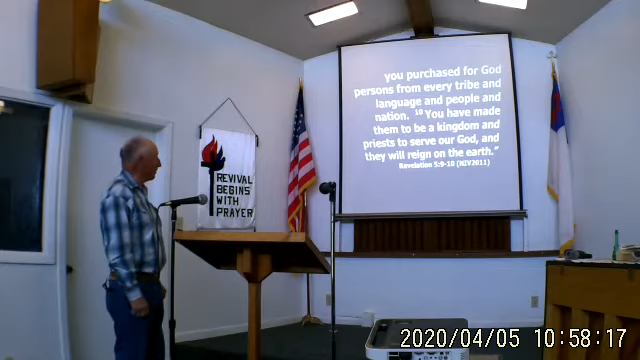 you purchased for God
persons from every tribe and
language and people and
nation. 10 You have made
them to be a kingdom and
priests to serve our God, and
they will reign on the earth."
Revelation 5:9-10 (NIV2011)
REVIVAL
BEGINS
WITH
PRAYER
2020/04/05 10:58:17